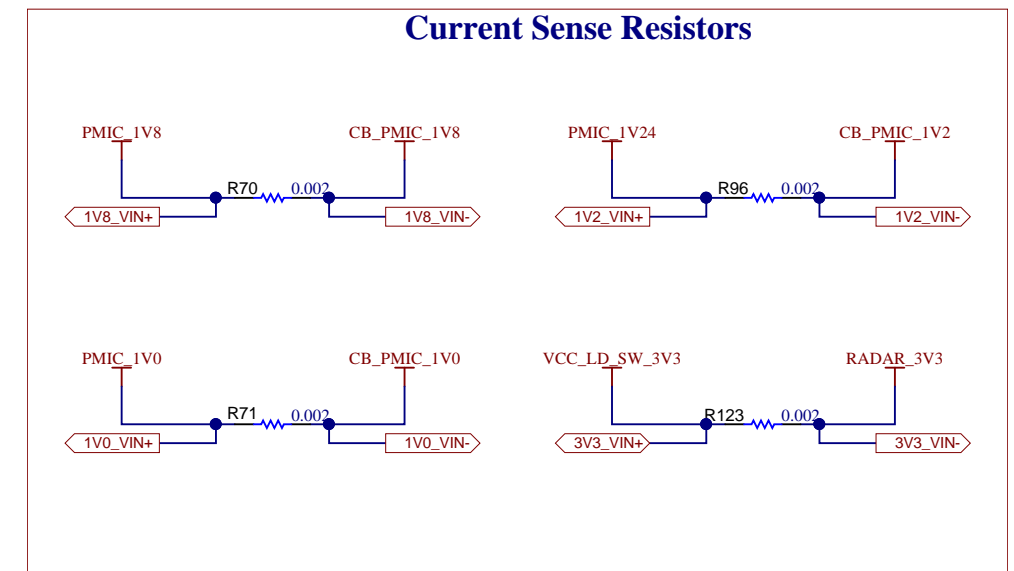 Current Sense Resistors
PMIC_1V8 CB_PMIC_1V8 PMIC_1V24 CB_PMIC_1V2
R70 0.002 R96 0.002
1V8_VIN+ 1V8_VIN- 1V2_VIN+ 1V2_VIN-
PMIC_1V0 CB_PMIC_1V0 VCC_LD_SW_3V3 RADAR_3V3
R71 0.002 R123 0.002
1V0_VIN+ 1V0_VIN- 3V3_VIN+ 3V3_VIN-